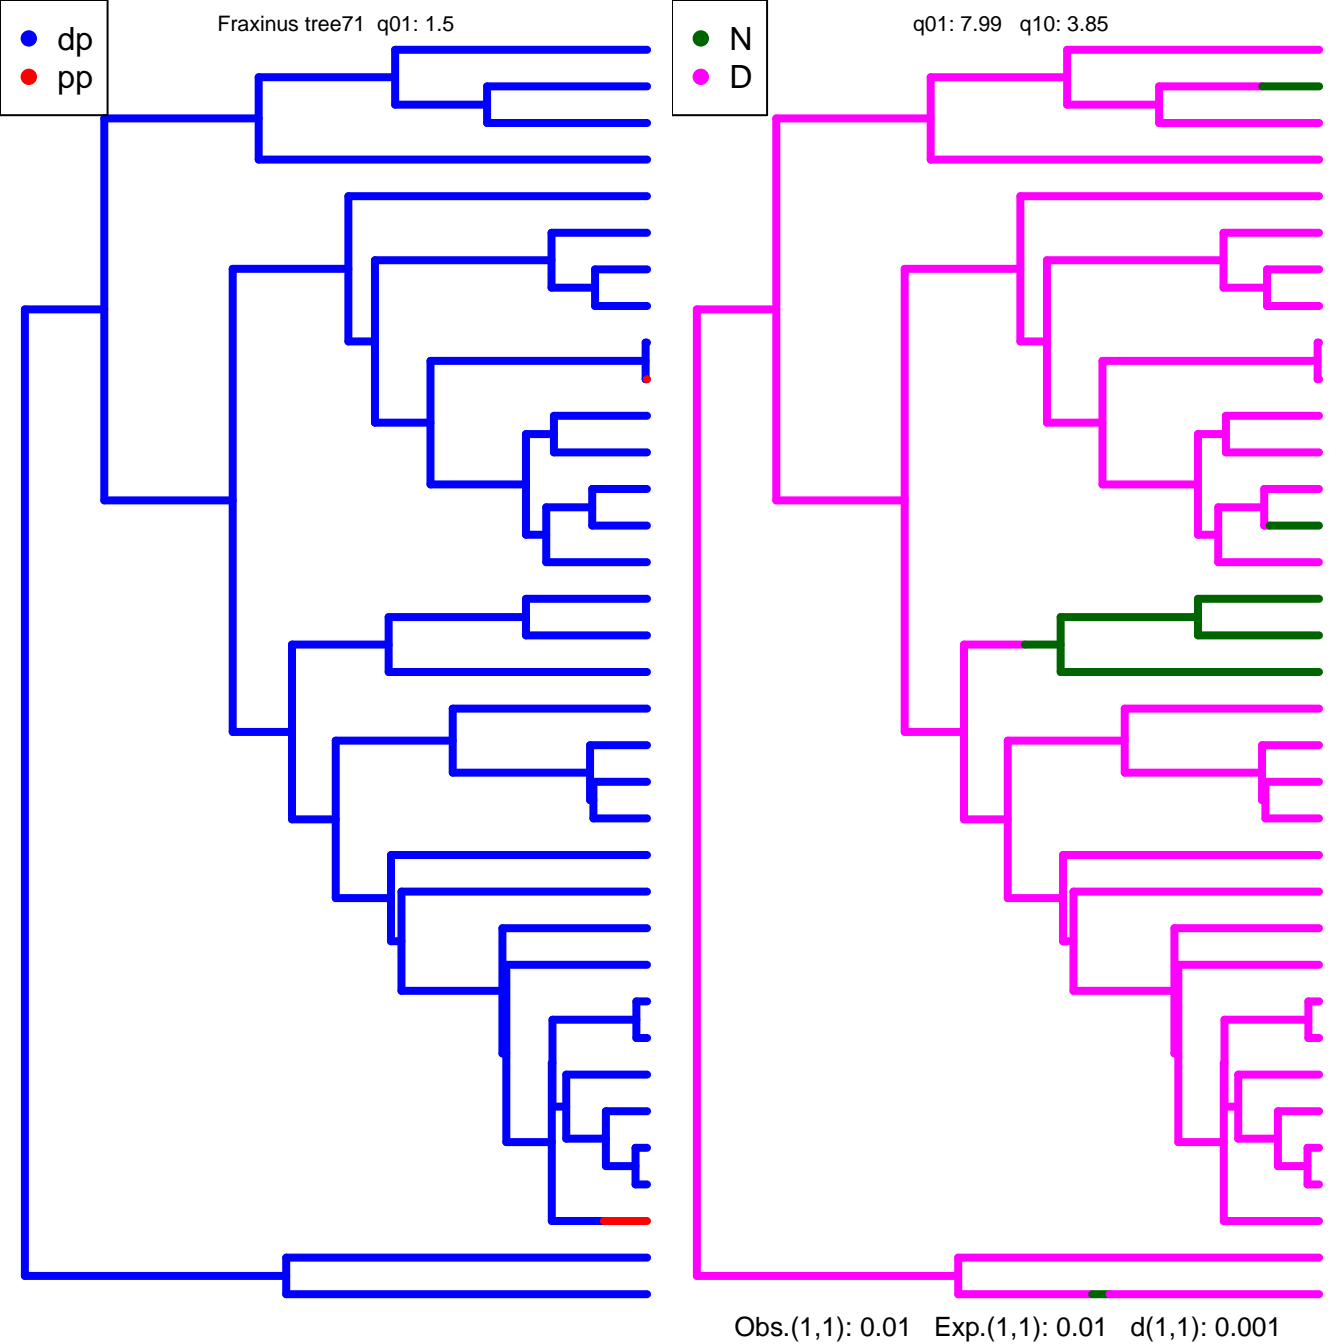 Fraxinus tree71 q01: 1.5
dp
pp
q01: 7.99 q10: 3.85
N
D
Obs.(1,1): 0.01 Exp.(1,1): 0.01 d(1,1): 0.001